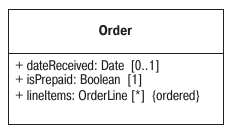 Order
+ dateReceived: Date [0..1]
+ isPrepaid: Boolean [1]
+ lineItems: OrderLine [*] {ordered}